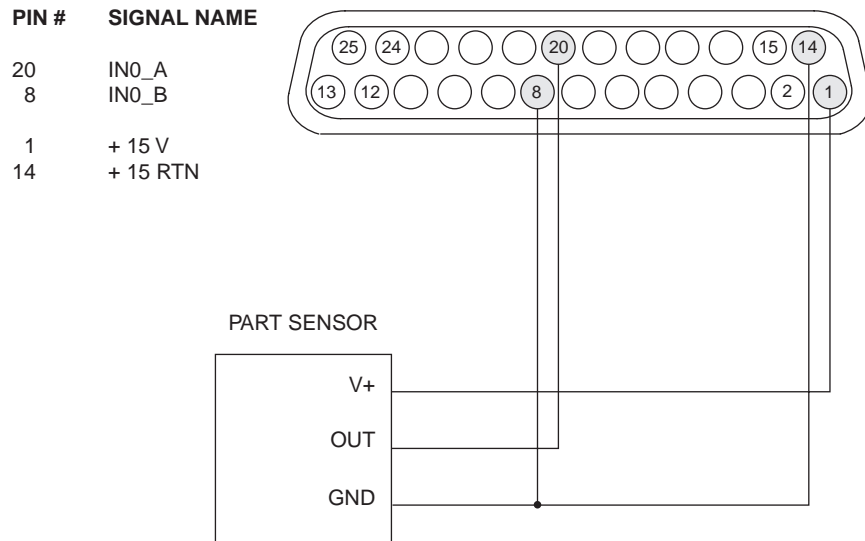 PIN # SIGNAL NAME
20 IN0_A
8 IN0_B
1 + 15 V
14 + 15 RTN
25 24 20 15 14
13 12 8 2 1
PART SENSOR
V+
OUT
GND